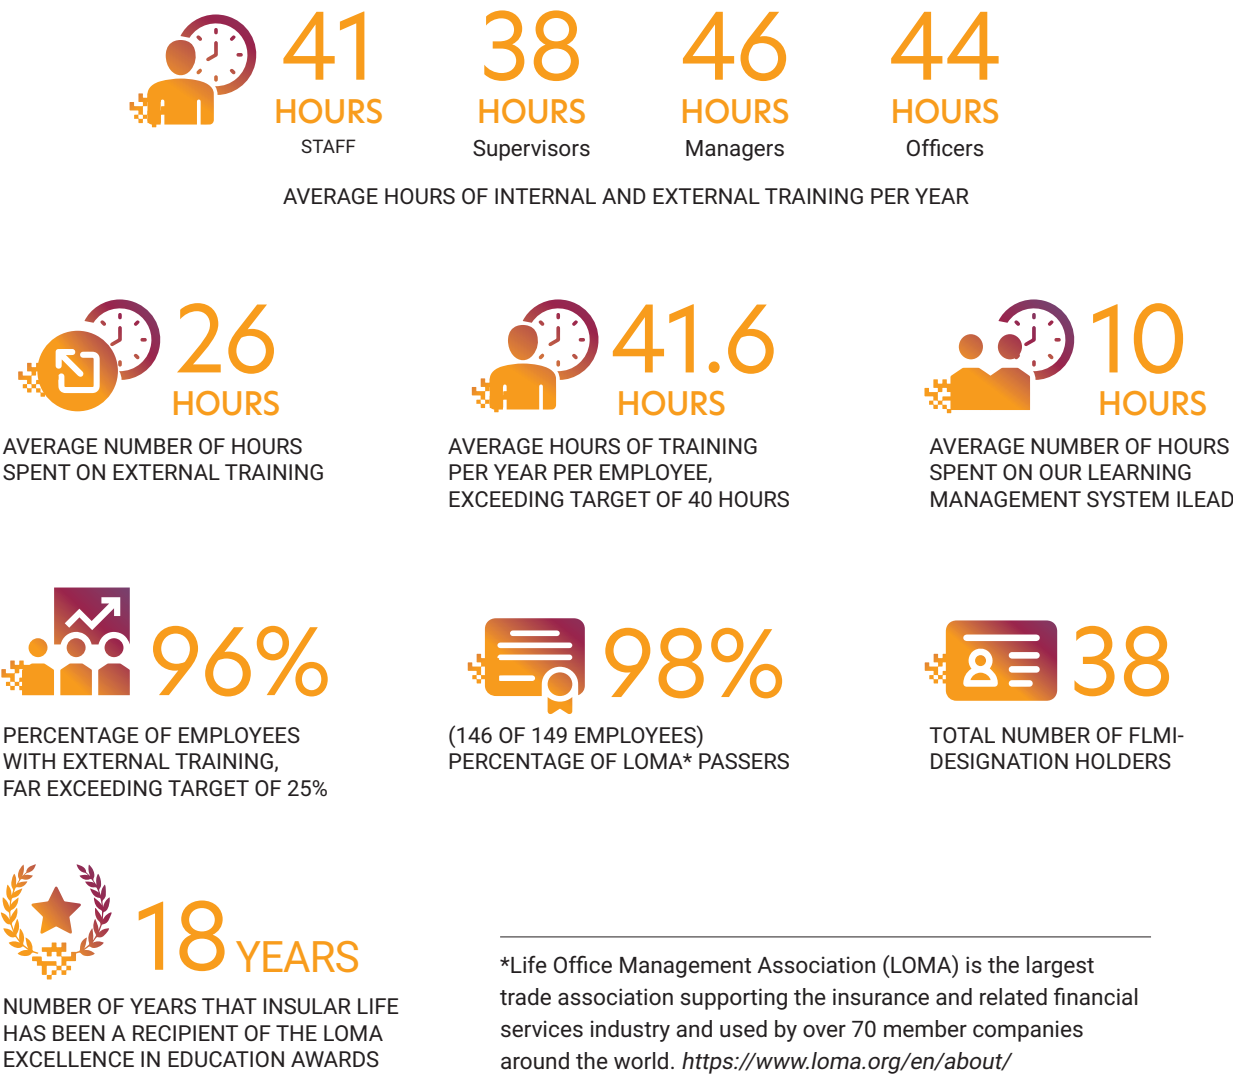 41
HOURS
STAFF
38
HOURS
Supervisors
46
HOURS
Managers
44
HOURS
Officers
AVERAGE HOURS OF INTERNAL AND EXTERNAL TRAINING PER YEAR
26
HOURS
AVERAGE NUMBER OF HOURS
SPENT ON EXTERNAL TRAINING
41.6
HOURS
AVERAGE HOURS OF TRAINING
PER YEAR PER EMPLOYEE,
EXCEEDING TARGET OF 40 HOURS
10
HOURS
AVERAGE NUMBER OF HOURS
SPENT ON OUR LEARNING
MANAGEMENT SYSTEM ILEAD
96%
PERCENTAGE OF EMPLOYEES
WITH EXTERNAL TRAINING,
FAR EXCEEDING TARGET OF 25%
98%
(146 OF 149 EMPLOYEES)
PERCENTAGE OF LOMA* PASSERS
38
TOTAL NUMBER OF FLMI-
DESIGNATION HOLDERS
18 YEARS
NUMBER OF YEARS THAT INSULAR LIFE
HAS BEEN A RECIPIENT OF THE LOMA
EXCELLENCE IN EDUCATION AWARDS
*Life Office Management Association (LOMA) is the largest
trade association supporting the insurance and related financial
services industry and used by over 70 member companies
around the world. https://www.loma.org/en/about/